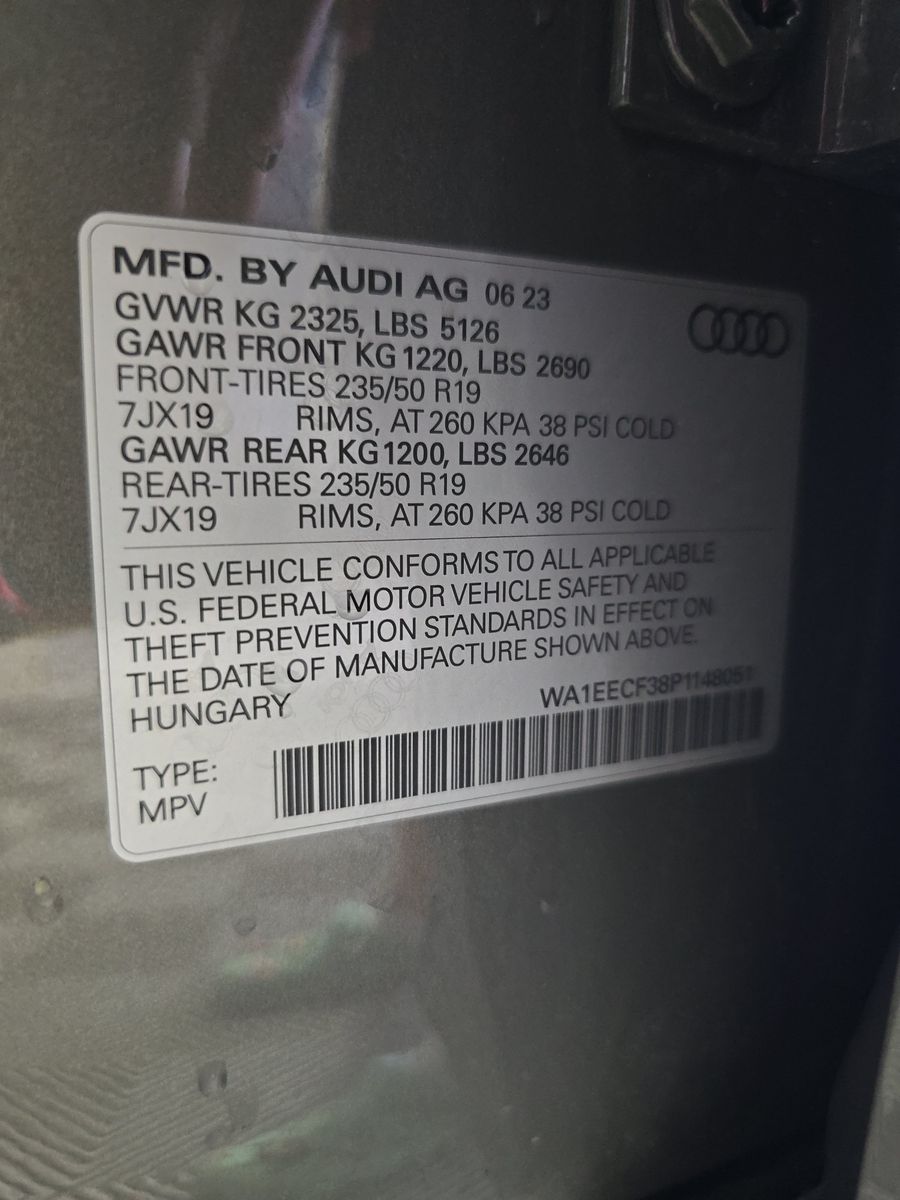 MFD. BY AUDI AG 06 23
GVWR KG 2325, LBS 5126
GAWR FRONT KG 1220, LBS 2690
FRONT-TIRES 235/50 R19
7JX19 RIMS, AT 260 KPA 38 PSI COLD
GAWR REAR KG 1200, LBS 2646
REAR-TIRES 235/50 R19
7JX19 RIMS, AT 260 KPA 38 PSI COLD
THIS VEHICLE CONFORMS TO ALL APPLICABLE
U.S. FEDERAL MOTOR VEHICLE SAFETY AND
THEFT PREVENTION STANDARDS IN EFFECT ON
THE DATE OF MANUFACTURE SHOWN ABOVE.
HUNGARY WA1EECF38P1148051
TYPE:
MPV